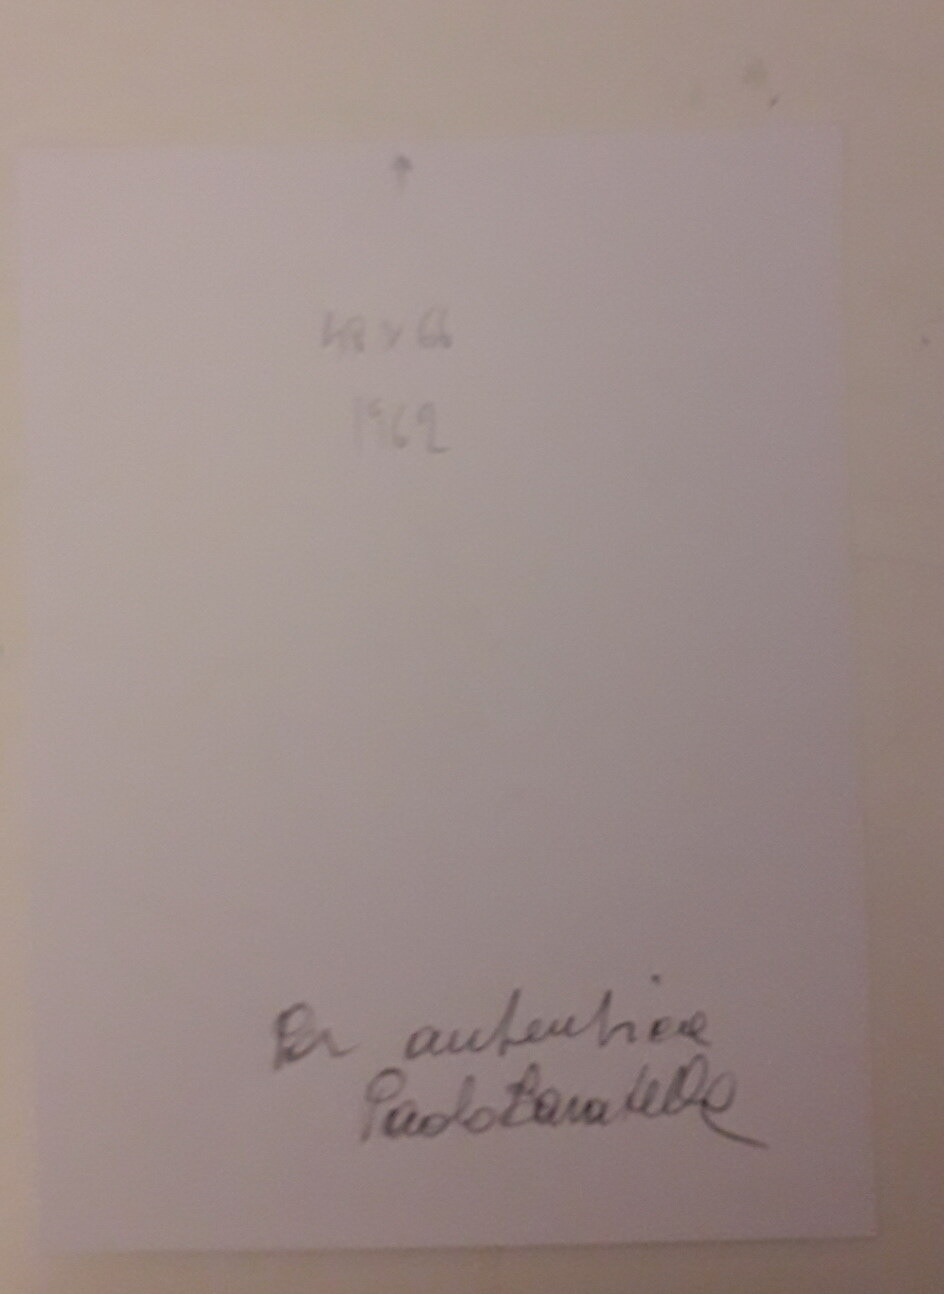 ↑
48 x 66
1962
Per autentica
Paolo Baratella